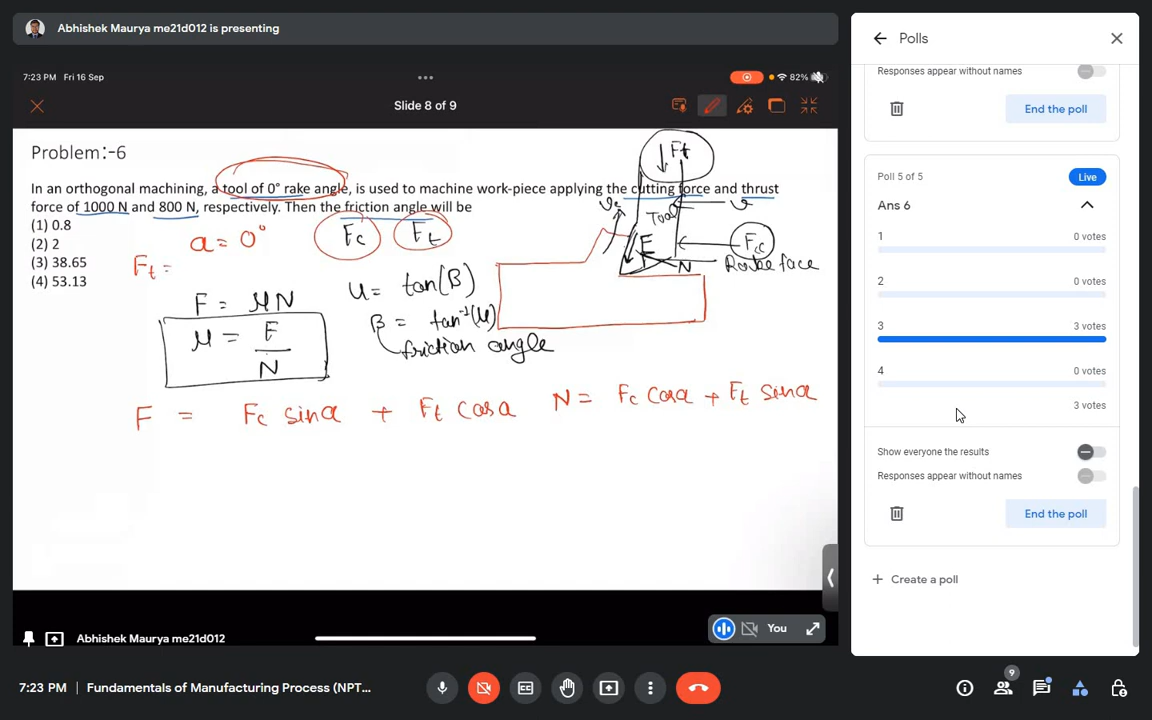 Abhishek Maurya me21d012 is presenting
7:23 PM Fri 16 Sep
82%
Slide 8 of 9
Problem:-6
In an orthogonal machining, a tool of 0° rake angle, is used to machine work-piece applying the cutting force and thrust
force of 1000 N and 800 N, respectively. Then the friction angle will be
(1) 0.8
(2) 2
(3) 38.65
(4) 53.13
α = 0°
Fc Ft
Ft =
F = μN
μ = F/N
μ = tan(β)
β = tan⁻¹(μ)
friction angle
↓ Ft
Tool
v
Vc
Fc
F
N
Rake face
F = Fc sinα + Ft cosα
N = Fc cosα + Ft sinα
Abhishek Maurya me21d012
You
Polls
Responses appear without names
End the poll
Poll 5 of 5
Live
Ans 6
1 0 votes
2 0 votes
3 3 votes
4 0 votes
3 votes
Show everyone the results
Responses appear without names
End the poll
+ Create a poll
7:23 PM | Fundamentals of Manufacturing Process (NPT...
9